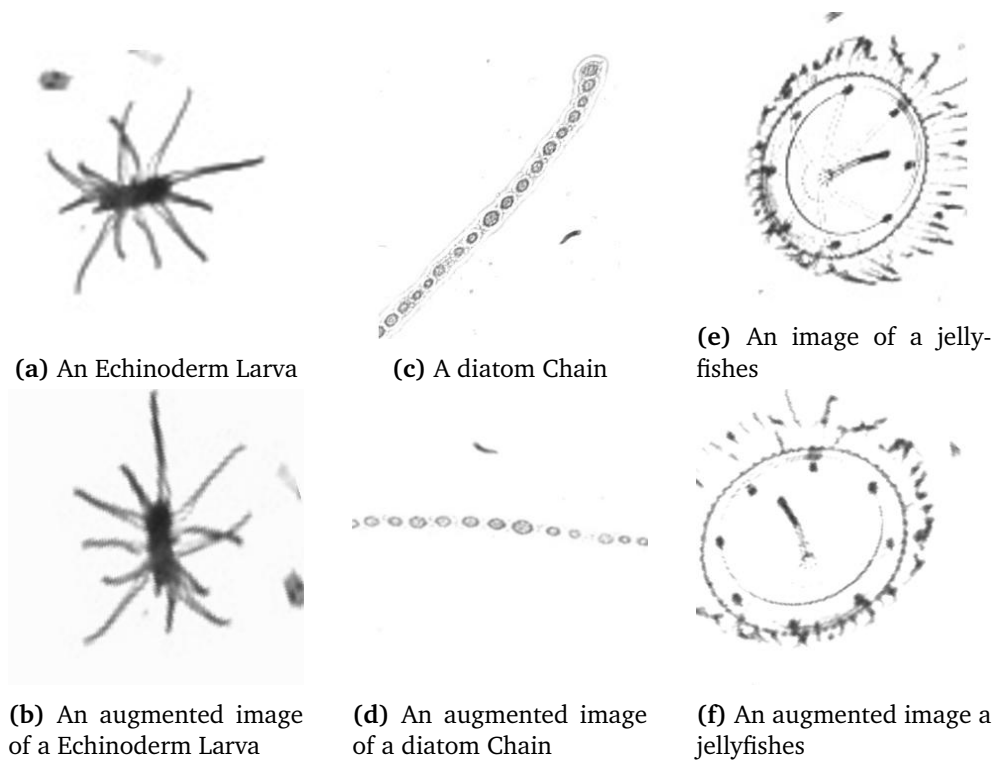 (a) An Echinoderm Larva
(c) A diatom Chain
(e) An image of a jelly-
fishes
(b) An augmented image
of a Echinoderm Larva
(d) An augmented image
of a diatom Chain
(f) An augmented image a
jellyfishes